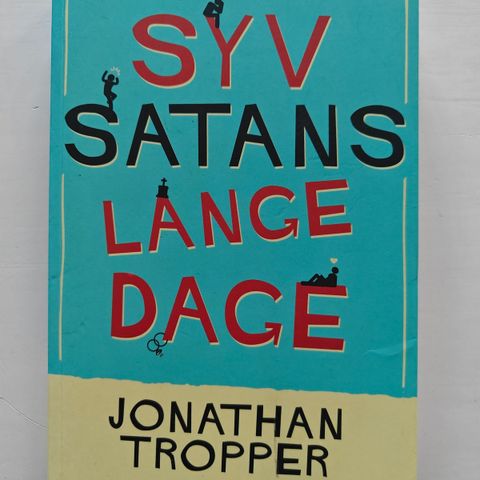 SYV
SATANS
LANGE
DAGE
JONATHAN
TROPPER